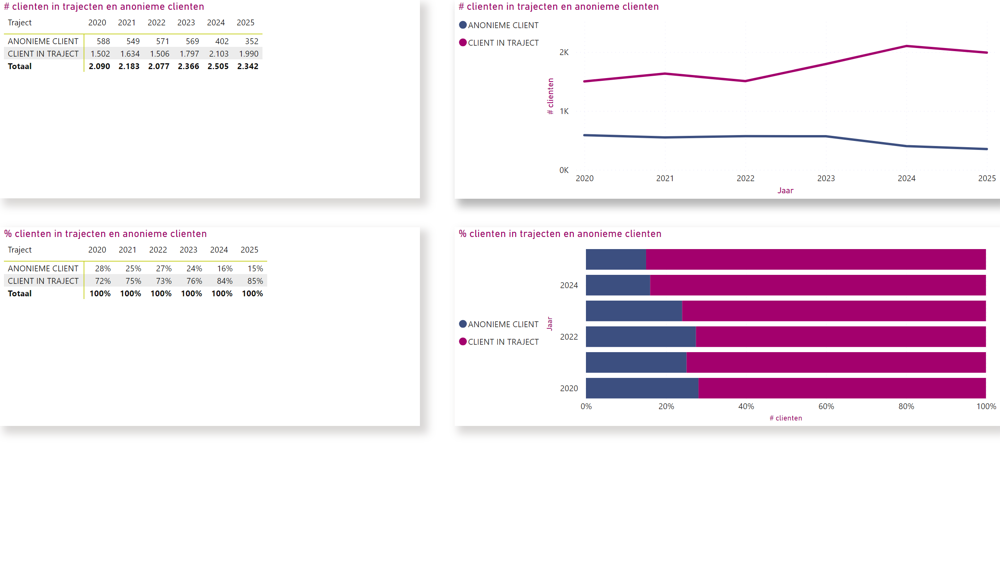 # clienten in trajecten en anonieme clienten
Traject 2020 2021 2022 2023 2024 2025
ANONIEME CLIENT 588 549 571 569 402 352
CLIENT IN TRAJECT 1.502 1.634 1.506 1.797 2.103 1.990
Totaal 2.090 2.183 2.077 2.366 2.505 2.342
# clienten in trajecten en anonieme clienten
ANONIEME CLIENT
CLIENT IN TRAJECT
# clienten
2K
1K
0K
2020 2021 2022 2023 2024 2025
Jaar
% clienten in trajecten en anonieme clienten
Traject 2020 2021 2022 2023 2024 2025
ANONIEME CLIENT 28% 25% 27% 24% 16% 15%
CLIENT IN TRAJECT 72% 75% 73% 76% 84% 85%
Totaal 100% 100% 100% 100% 100% 100%
% clienten in trajecten en anonieme clienten
ANONIEME CLIENT
CLIENT IN TRAJECT
Jaar
2024
2022
2020
0% 20% 40% 60% 80% 100%
# clienten